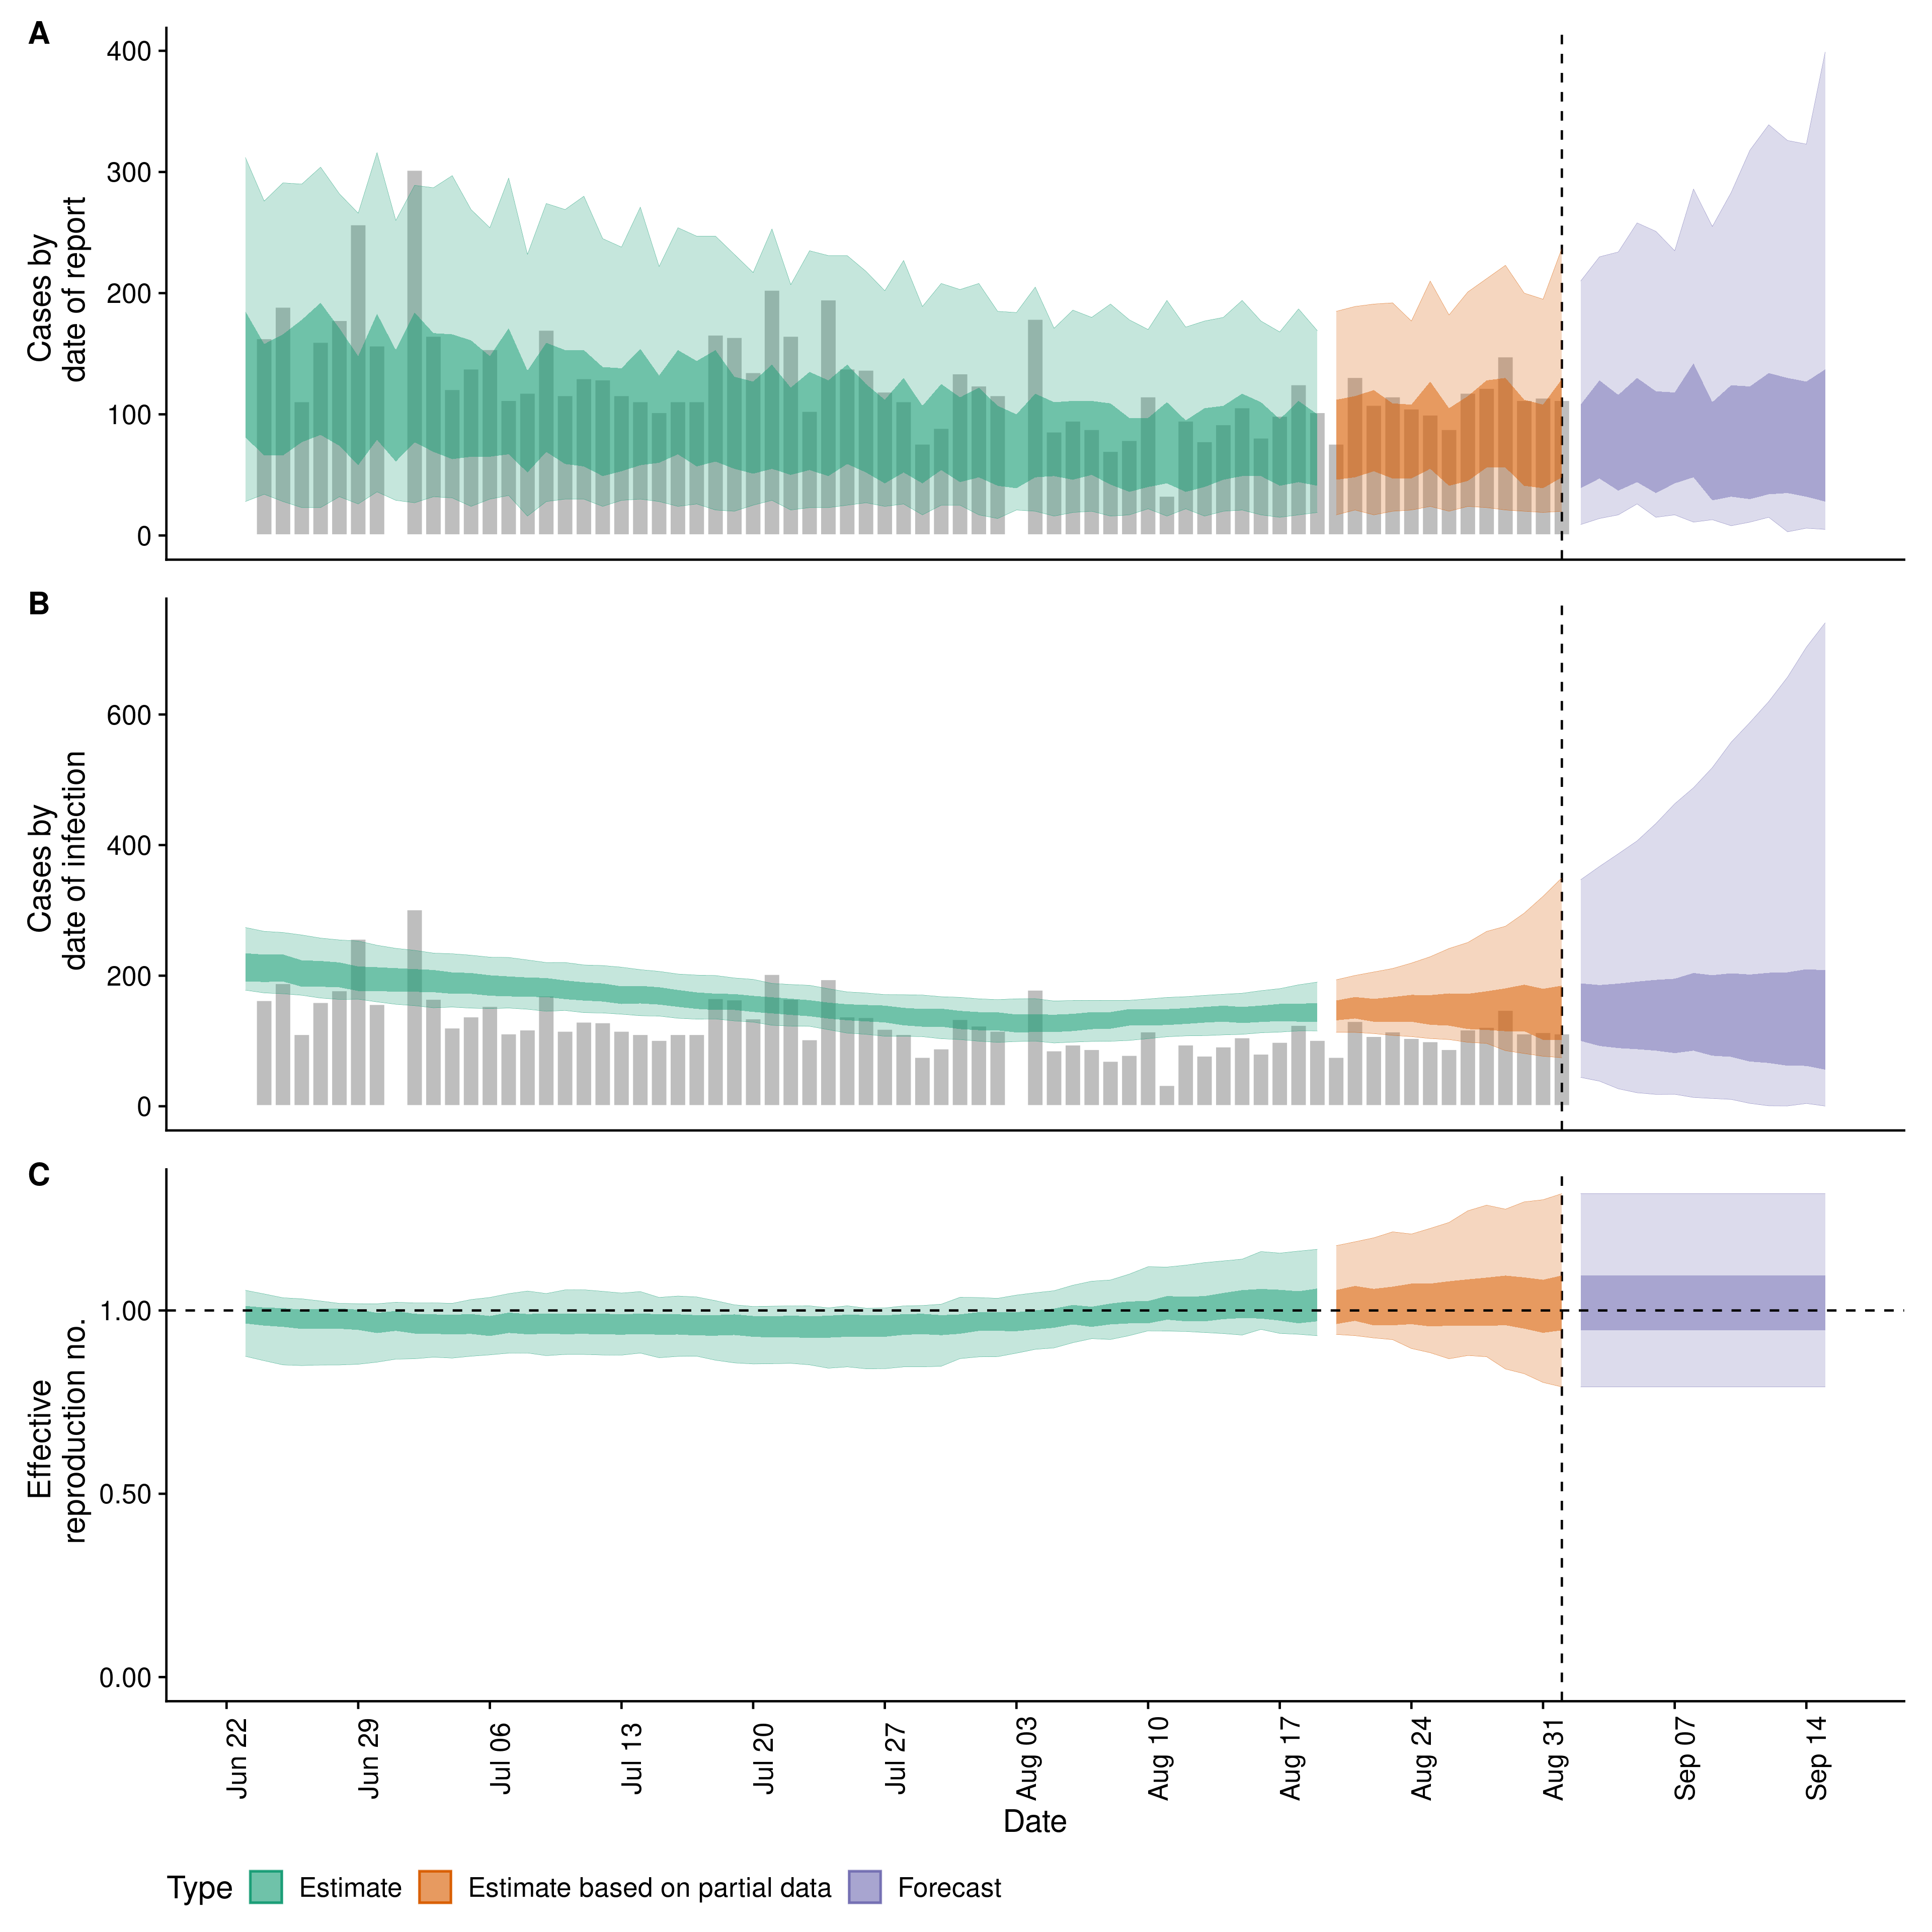 A
Cases by
date of report
400
300
200
100
0
B
Cases by
date of infection
600
400
200
0
C
Effective
reproduction no.
1.00
0.50
0.00
Jun 22
Jun 29
Jul 06
Jul 13
Jul 20
Jul 27
Aug 03
Aug 10
Aug 17
Aug 24
Aug 31
Sep 07
Sep 14
Date
Type Estimate Estimate based on partial data Forecast